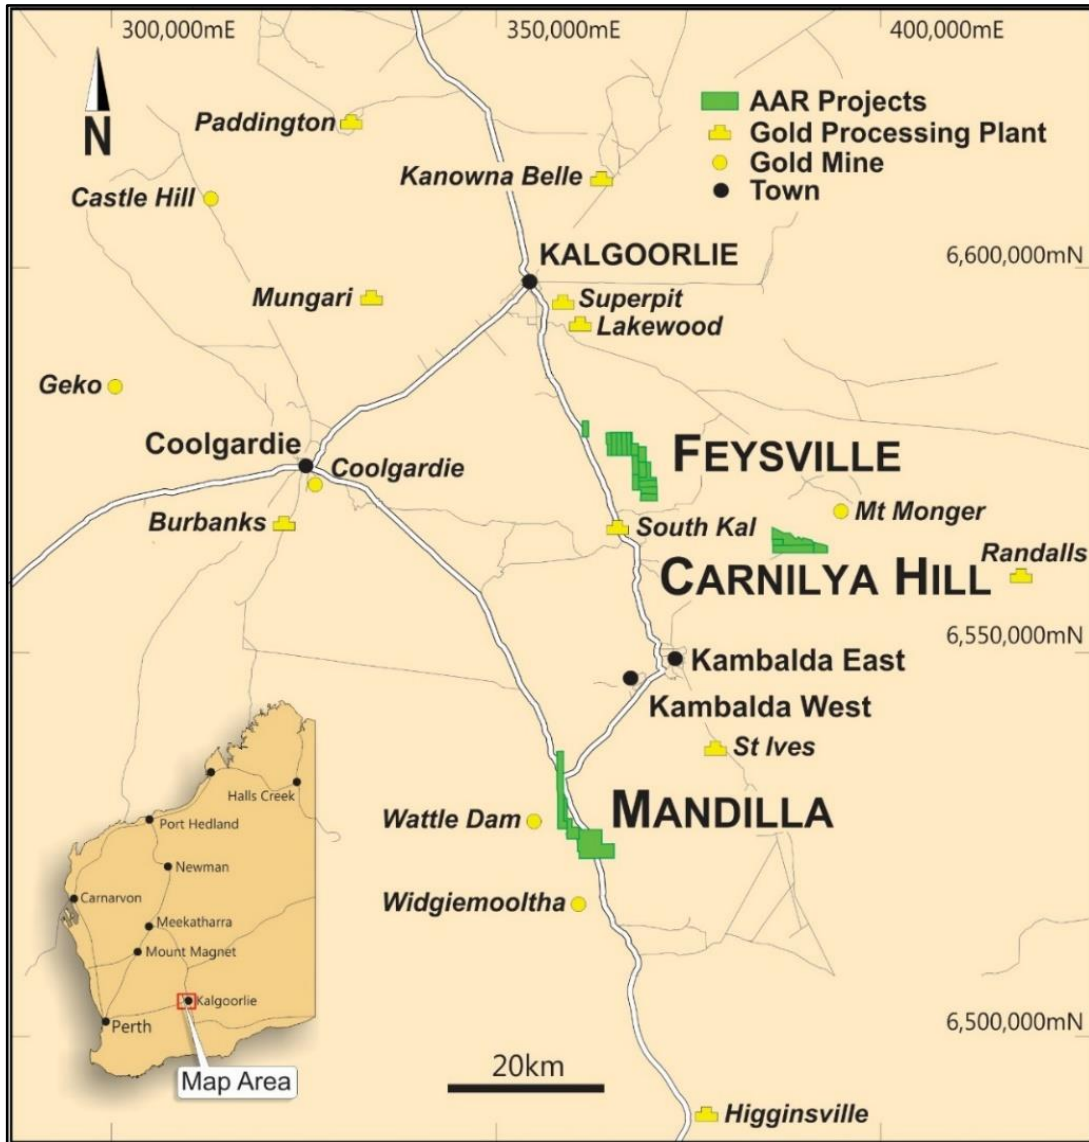 300,000mE
350,000mE
400,000mE
N
AAR Projects
Gold Processing Plant
Gold Mine
Town
Paddington
Kanowna Belle
Castle Hill
KALGOORLIE
6,600,000mN
Mungari
Superpit
Lakewood
Geko
Coolgardie
Coolgardie
FEYSVILLE
Burbanks
South Kal
Mt Monger
Randalls
CARNILYA HILL
6,550,000mN
Kambalda East
Kambalda West
St Ives
Wattle Dam
MANDILLA
Widgiemooltha
Halls Creek
Port Hedland
Newman
Carnarvon
Meekatharra
Mount Magnet
Kalgoorlie
Perth
Map Area
6,500,000mN
20km
Higginsville